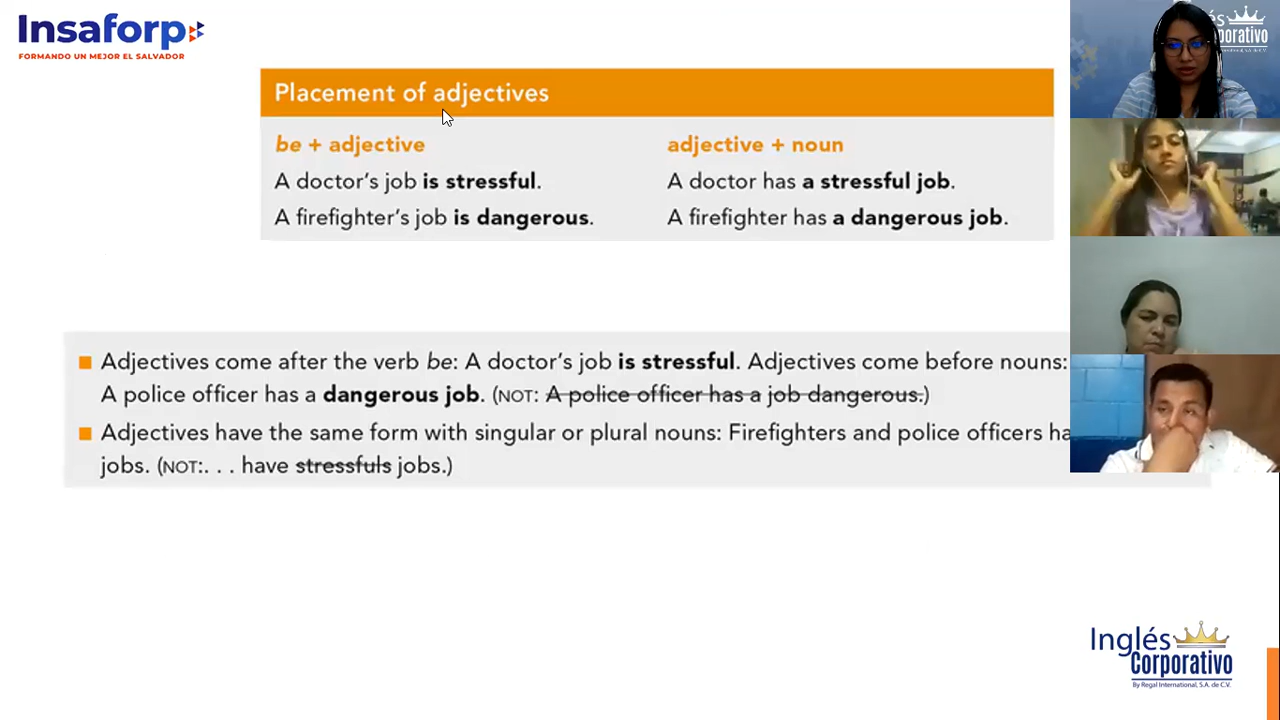 Insaforp
FORMANDO UN MEJOR EL SALVADOR
Placement of adjectives
be + adjective
A doctor's job is stressful.
A firefighter's job is dangerous.
adjective + noun
A doctor has a stressful job.
A firefighter has a dangerous job.
Adjectives come after the verb be: A doctor's job is stressful. Adjectives come before nouns:
A police officer has a dangerous job. (NOT: A police officer has a job dangerous.)
Adjectives have the same form with singular or plural nouns: Firefighters and police officers ha
jobs. (NOT:. . . have stressfuls jobs.)
Inglés
Corporativo
By Regal International, S.A. de C.V.